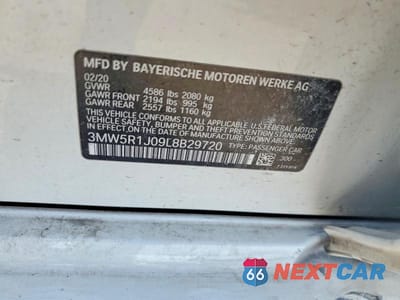 MFD BY BAYERISCHE MOTOREN WERKE AG
02/20
GVWR 4586 lbs 2080 kg
GAWR FRONT 2194 lbs 995 kg
GAWR REAR 2557 lbs 1160 kg
THIS VEHICLE CONFORMS TO ALL APPLICABLE U.S. FEDERAL MOTOR
VEHICLE SAFETY, BUMPER, AND THEFT PREVENTION STANDARDS
IN EFFECT ON THE DATE OF MANUFACTURE SHOWN ABOVE.
3MW5R1J09L8B29720 TYPE: PASSENGER CAR
300
66 NEXTCAR